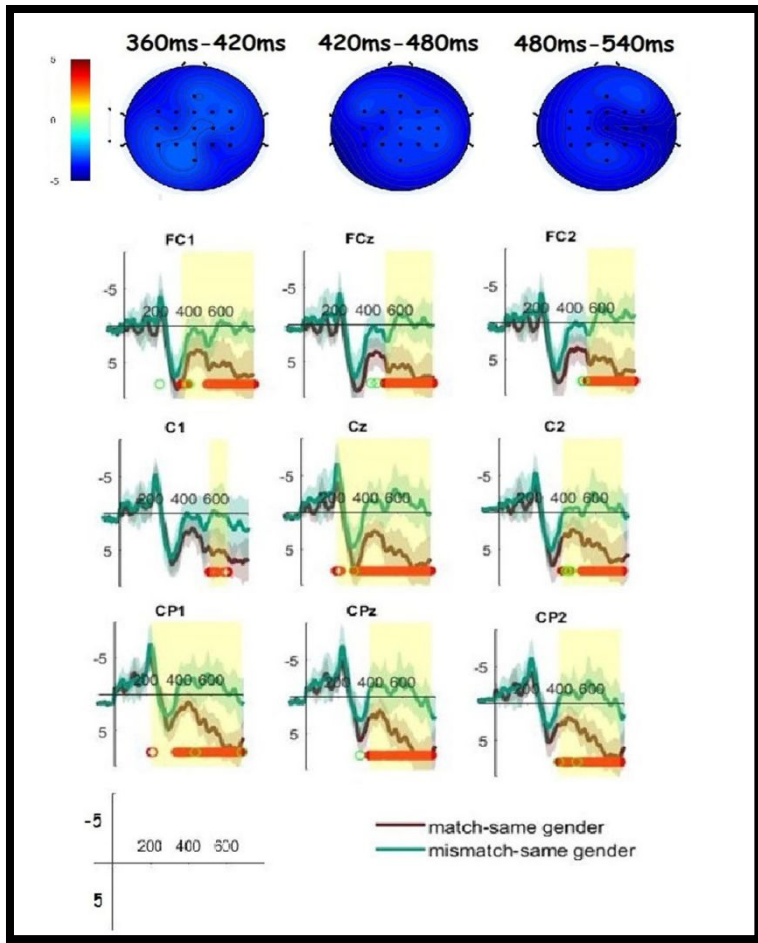 360ms-420ms 420ms-480ms 480ms-540ms
5
0
-5
FC1 FCz FC2
-5 200 400 600 200 400 600 -5 200 400 600
5 5 5
C1 Cz C2
-5 200 400 600 200 400 600 -5 200 400 600
5 5 5
CP1 CPz CP2
-5 200 400 600 -5 200 400 600 -5 200 400 600
5 5 5
-5
200 400 600
5
match-same gender
mismatch-same gender